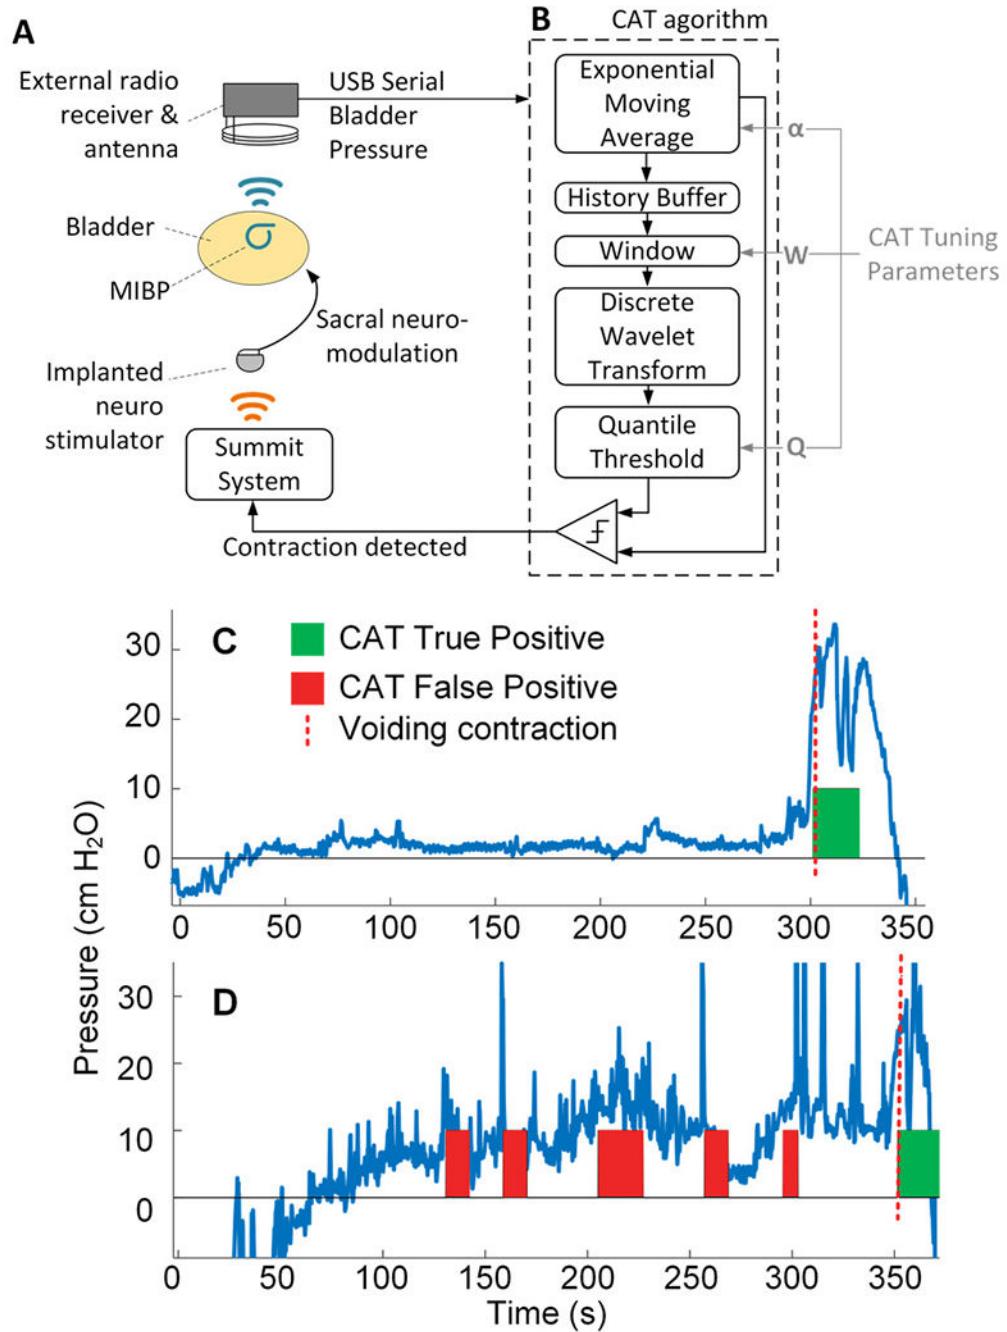 A
External radio
receiver &
antenna
USB Serial
Bladder
Pressure
Bladder
MIBP
Sacral neuro-
modulation
Implanted
neuro
stimulator
Summit
System
Contraction detected
B
CAT agorithm
Exponential
Moving
Average
History Buffer
Window
Discrete
Wavelet
Transform
Quantile
Threshold
α
W
Q
CAT Tuning
Parameters
C
CAT True Positive
CAT False Positive
Voiding contraction
30
20
10
0
0 50 100 150 200 250 300 350
Pressure (cm H₂O)
D
30
20
10
0
0 50 100 150 200 250 300 350
Time (s)